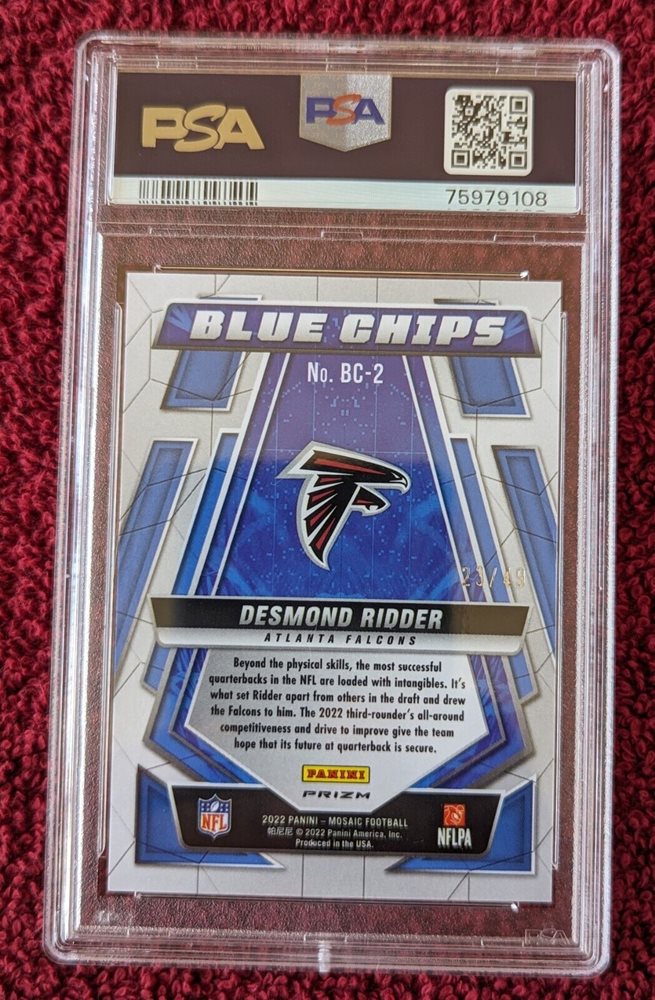 PSA
PSA
75979108
BLUE CHIPS
No. BC-2
23/49
DESMOND RIDDER
ATLANTA FALCONS
Beyond the physical skills, the most successful
quarterbacks in the NFL are loaded with intangibles. It's
what set Ridder apart from others in the draft and drew
the Falcons to him. The 2022 third-rounder's all-around
competitiveness and drive to improve give the team
hope that its future at quarterback is secure.
PANINI
PRIZM
NFL
2022 PANINI – MOSAIC FOOTBALL
帕尼尼 © 2022 Panini America, Inc.
Produced in the USA.
NFLPA
PSA